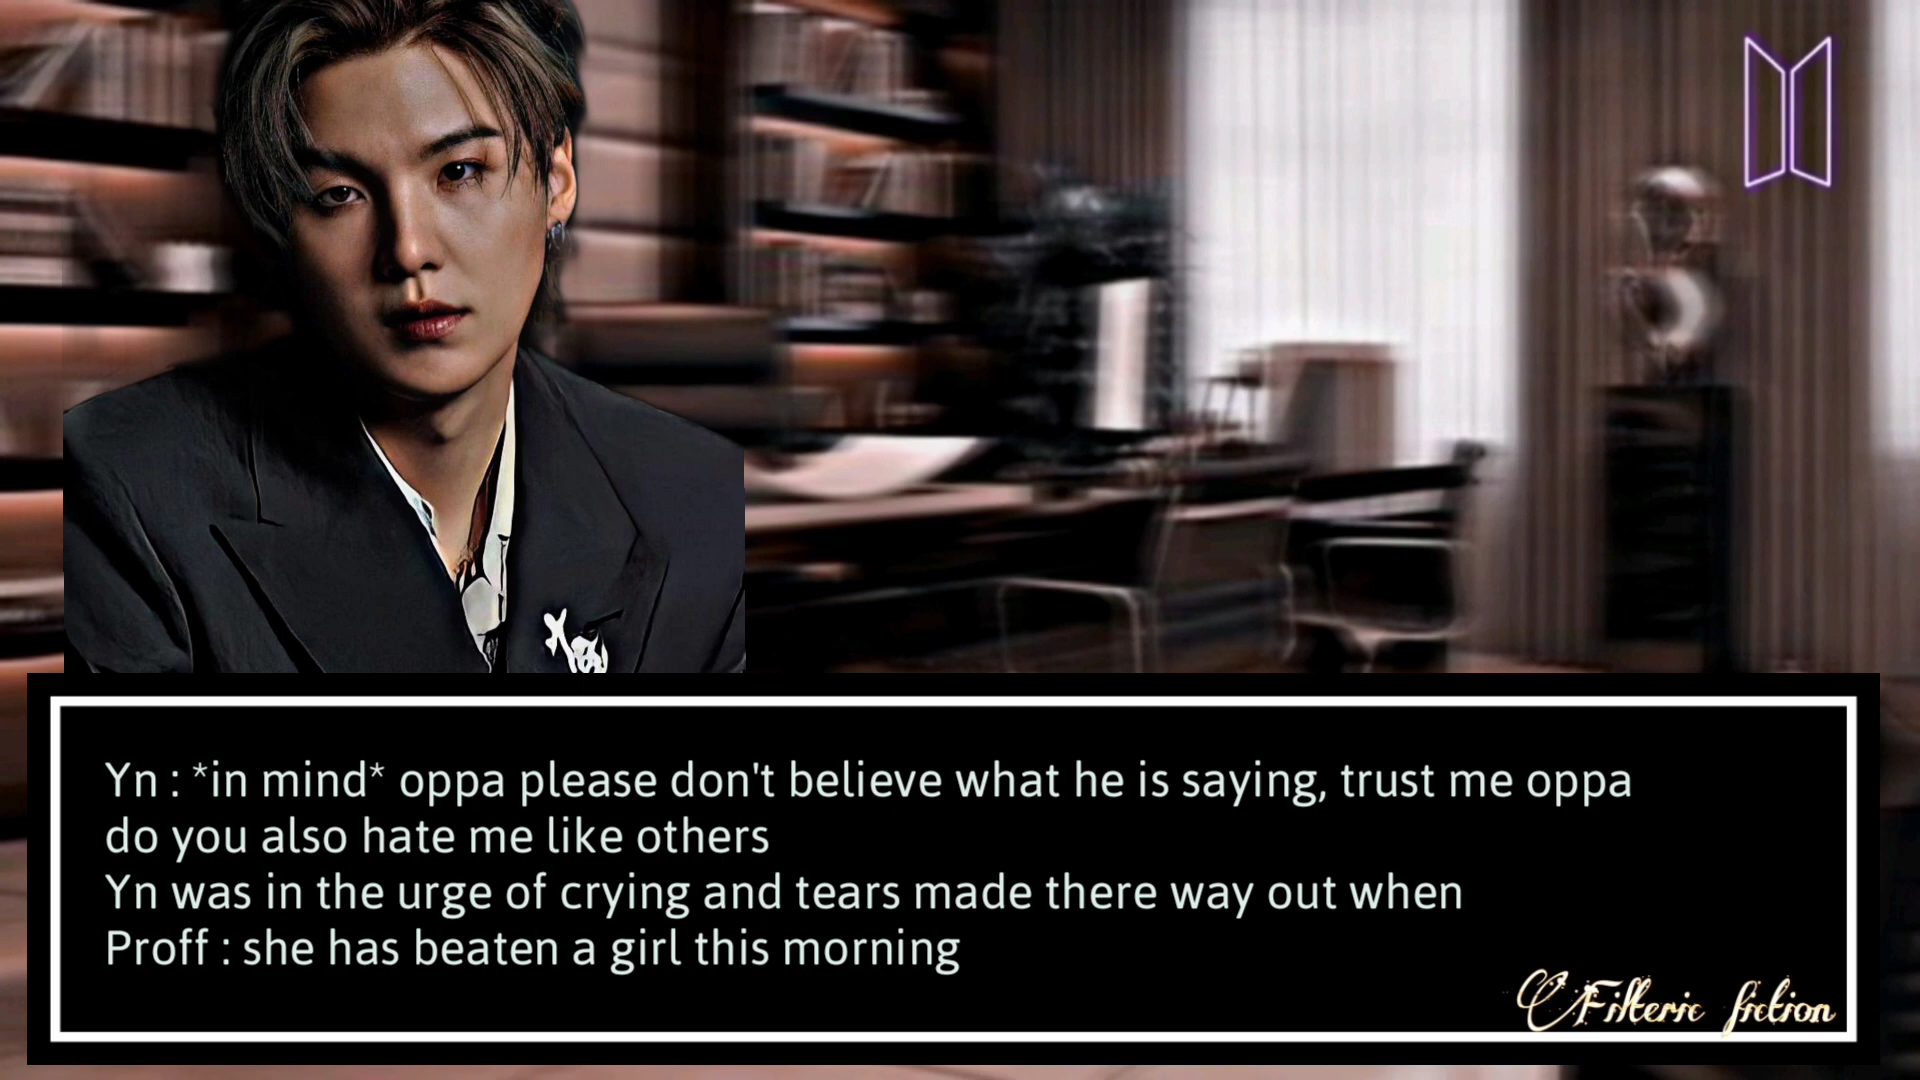 Yn : *in mind* oppa please don't believe what he is saying, trust me oppa
do you also hate me like others
Yn was in the urge of crying and tears made there way out when
Proff : she has beaten a girl this morning
Filteric fiction